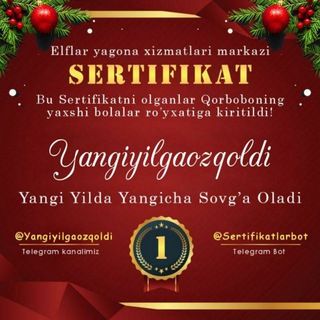 Elflar yagona xizmatlari markazi
SERTIFIKAT
Bu Sertifikatni olganlar Qorboboning
yaxshi bolalar ro'yxatiga kiritildi!
Yangiyilgaozqoldi
Yangi Yilda Yangicha Sovg'a Oladi
@Yangiyilgaozqoldi
Telegram kanalimiz
1
@Sertifikatlarbot
Telegram Bot